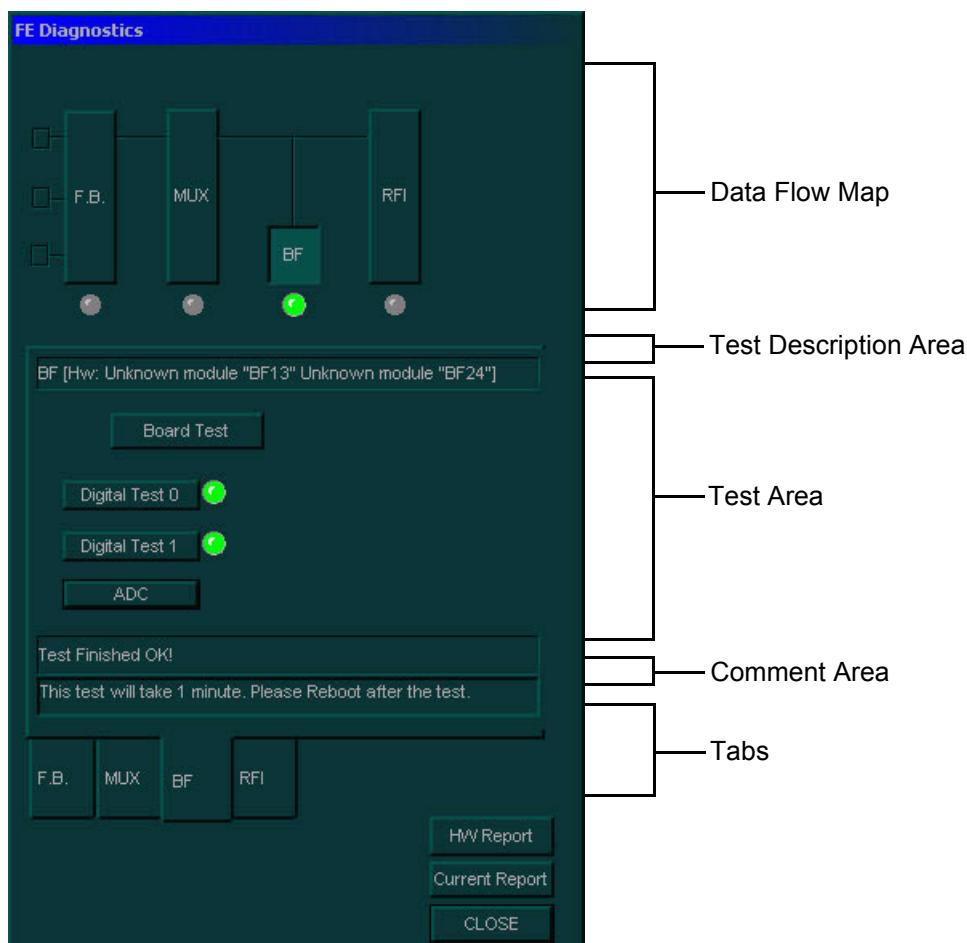 FE Diagnostics
F.B.
MUX
RFI
BF
Data Flow Map
Test Description Area
BF [Hw: Unknown module "BF13" Unknown module "BF24"]
Board Test
Digital Test 0
Test Area
Digital Test 1
ADC
Test Finished OK!
Comment Area
This test will take 1 minute. Please Reboot after the test.
Tabs
F.B.
MUX
BF
RFI
HW Report
Current Report
CLOSE